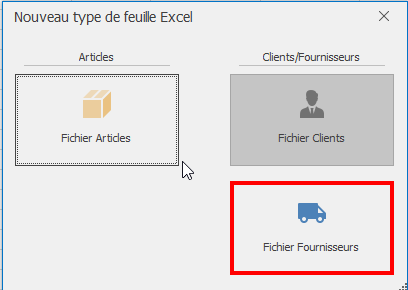 Nouveau type de feuille Excel
Articles
Clients/Fournisseurs
Fichier Articles
Fichier Clients
Fichier Fournisseurs